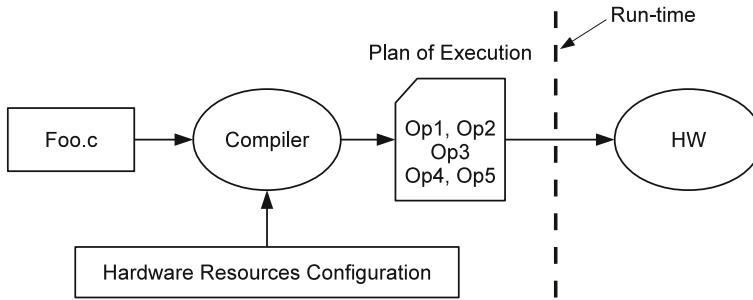 Run-time
Plan of Execution
Foo.c
Compiler
Op1, Op2
Op3
Op4, Op5
HW
Hardware Resources Configuration